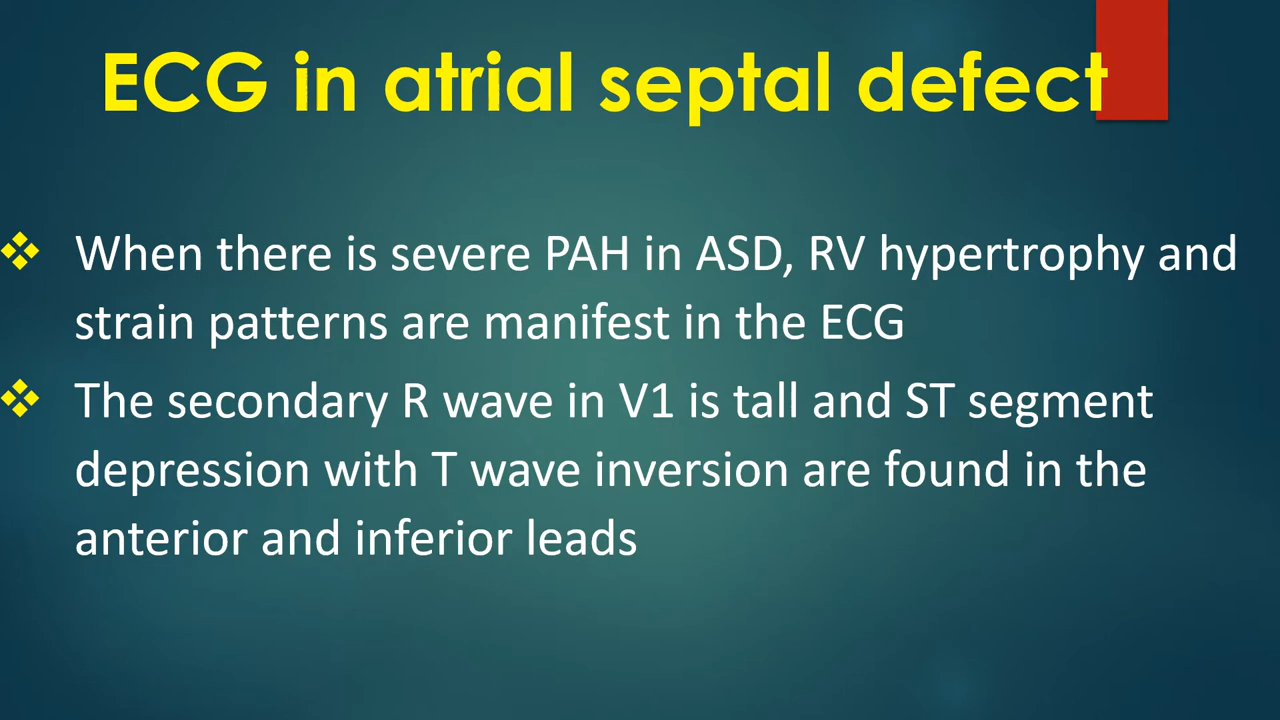 ECG in atrial septal defect
When there is severe PAH in ASD, RV hypertrophy and
strain patterns are manifest in the ECG
The secondary R wave in V1 is tall and ST segment
depression with T wave inversion are found in the
anterior and inferior leads